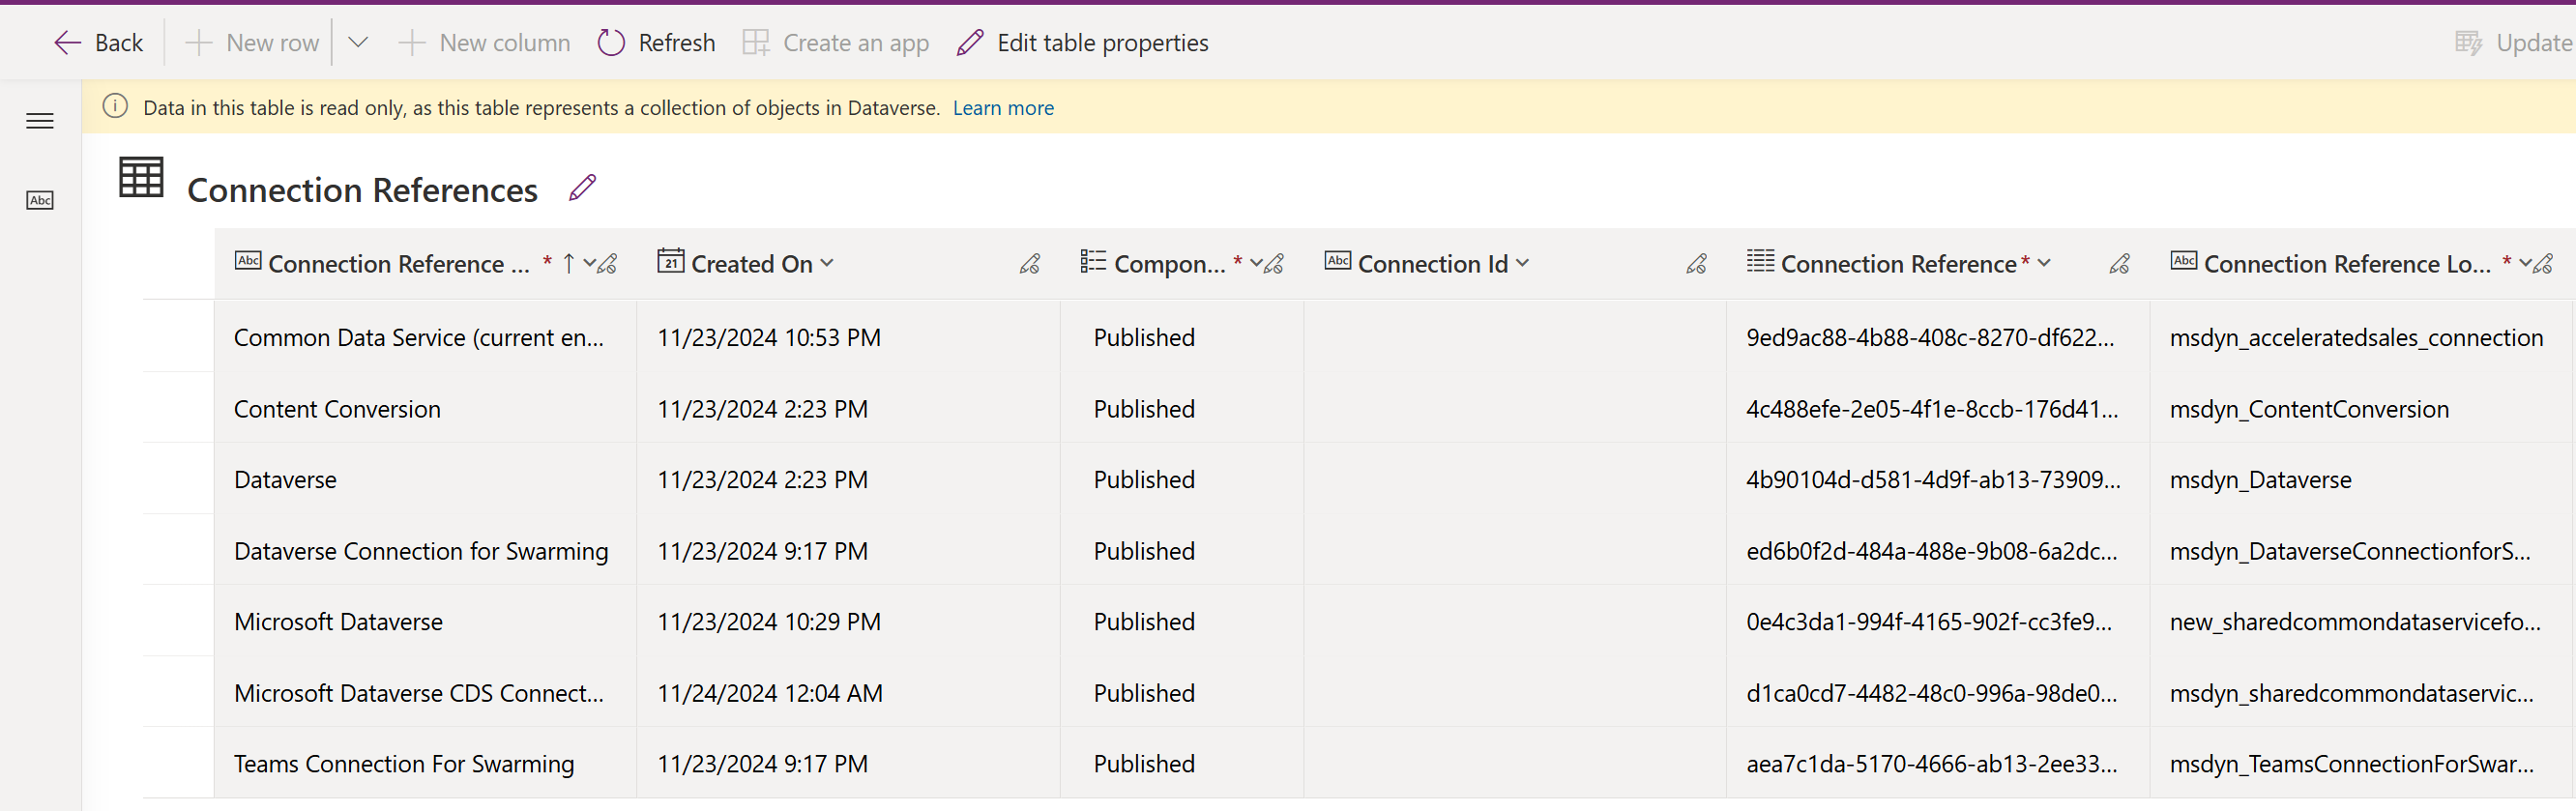 Back New row New column Refresh Create an app Edit table properties Update
Data in this table is read only, as this table represents a collection of objects in Dataverse. Learn more
Abc
Connection References
Abc Connection Reference ... * 21 Created On Compon... * Abc Connection Id Connection Reference * Abc Connection Reference Lo... *
Common Data Service (current en... 11/23/2024 10:53 PM Published 9ed9ac88-4b88-408c-8270-df622... msdyn_acceleratedsales_connection
Content Conversion 11/23/2024 2:23 PM Published 4c488efe-2e05-4f1e-8ccb-176d41... msdyn_ContentConversion
Dataverse 11/23/2024 2:23 PM Published 4b90104d-d581-4d9f-ab13-73909... msdyn_Dataverse
Dataverse Connection for Swarming 11/23/2024 9:17 PM Published ed6b0f2d-484a-488e-9b08-6a2dc... msdyn_DataverseConnectionforS...
Microsoft Dataverse 11/23/2024 10:29 PM Published 0e4c3da1-994f-4165-902f-cc3fe9... new_sharedcommondataservicefo...
Microsoft Dataverse CDS Connect... 11/24/2024 12:04 AM Published d1ca0cd7-4482-48c0-996a-98de0... msdyn_sharedcommondataservic...
Teams Connection For Swarming 11/23/2024 9:17 PM Published aea7c1da-5170-4666-ab13-2ee33... msdyn_TeamsConnectionForSwar...